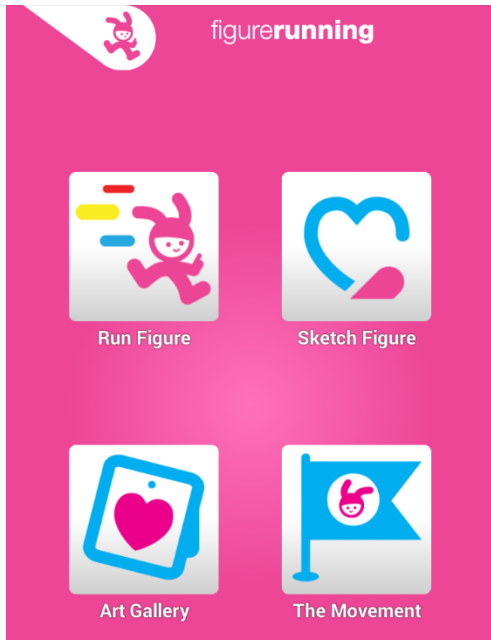 figurerunning
Run Figure
Sketch Figure
Art Gallery
The Movement